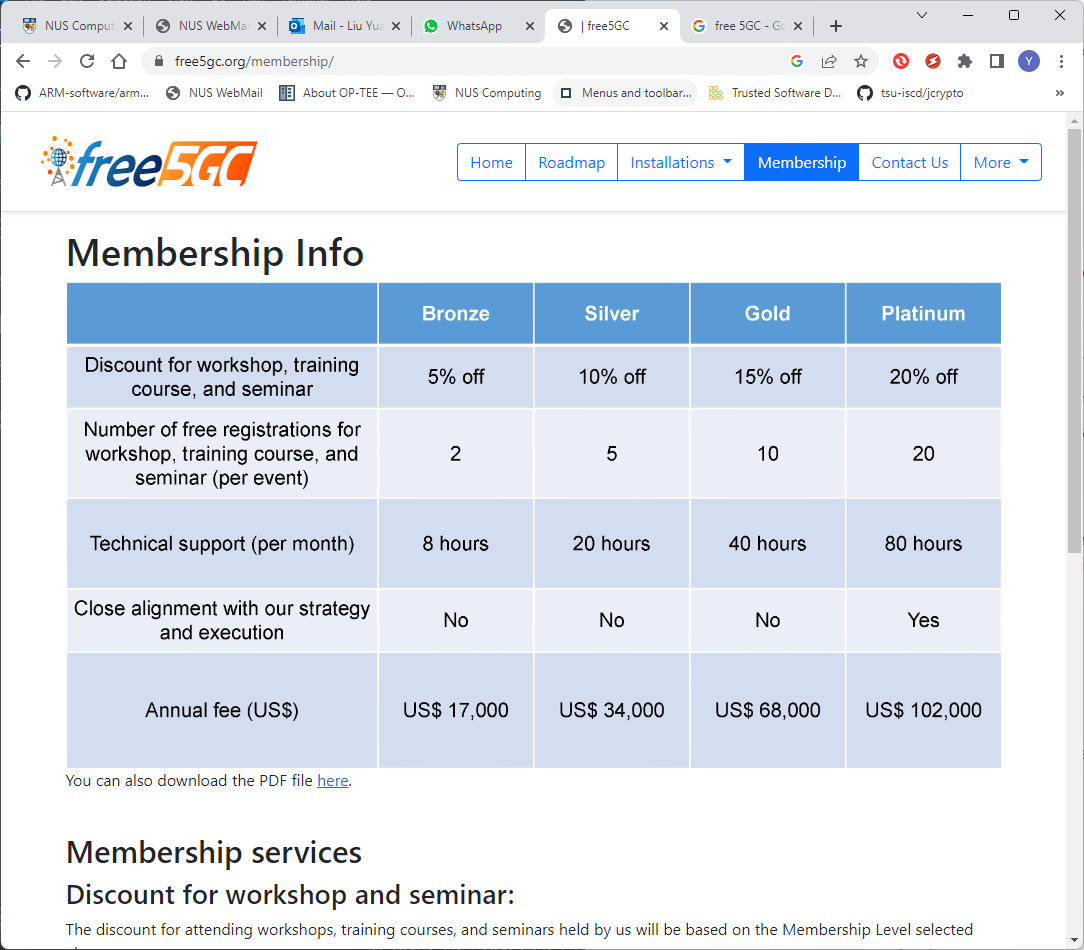 NUS Comput
NUS WebMa
Mail - Liu Yua
WhatsApp
| free5GC
free 5GC - Go
free5gc.org/membership/
Y
ARM-software/arm...
NUS WebMail
About OP-TEE — O...
NUS Computing
Menus and toolbar...
Trusted Software D...
tsu-iscd/jcrypto
»
free5GC
Home
Roadmap
Installations
Membership
Contact Us
More
Membership Info
Bronze
Silver
Gold
Platinum
Discount for workshop, training
course, and seminar
5% off
10% off
15% off
20% off
Number of free registrations for
workshop, training course, and
seminar (per event)
2
5
10
20
Technical support (per month)
8 hours
20 hours
40 hours
80 hours
Close alignment with our strategy
and execution
No
No
No
Yes
Annual fee (US$)
US$ 17,000
US$ 34,000
US$ 68,000
US$ 102,000
You can also download the PDF file here.
Membership services
Discount for workshop and seminar:
The discount for attending workshops, training courses, and seminars held by us will be based on the Membership Level selected